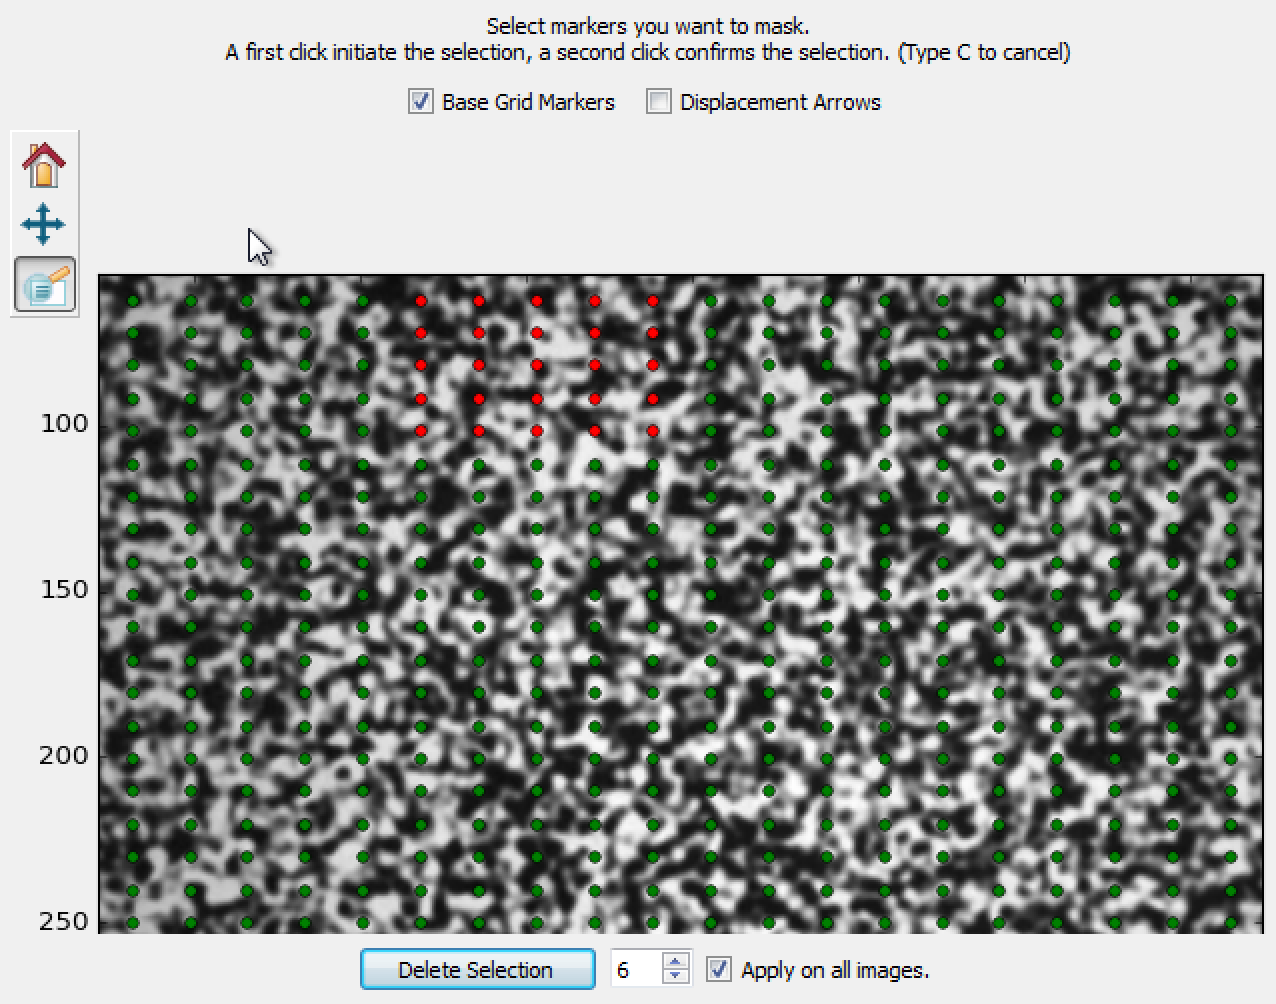 Select markers you want to mask.
A first click initiate the selection, a second click confirms the selection. (Type C to cancel)
Base Grid Markers Displacement Arrows
100
150
200
250
Delete Selection 6 Apply on all images.